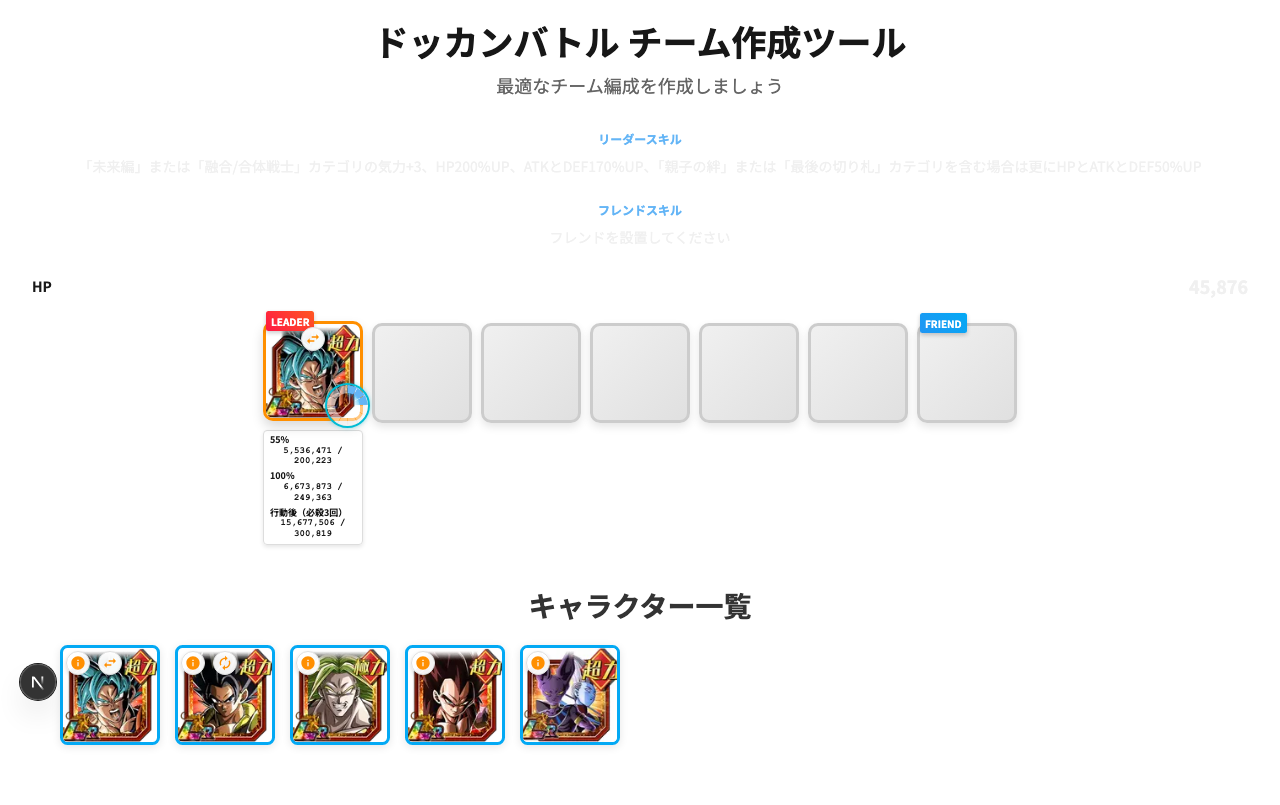 ドッカンバトル チーム作成ツール
最適なチーム編成を作成しましょう
リーダースキル
「未来編」または「融合/合体戦士」カテゴリの気力+3、HP200%UP、ATKとDEF170%UP、「親子の絆」または「最後の切り札」カテゴリを含む場合は更にHPとATKとDEF50%UP
フレンドスキル
フレンドを設置してください
HP
45,876
LEADER
FRIEND
超力
55%
5,536,471 /
200,223
100%
6,673,873 /
249,363
行動後（必殺3回）
15,677,506 /
300,819
キャラクター一覧
N
超力
超力
極力
超力
超力